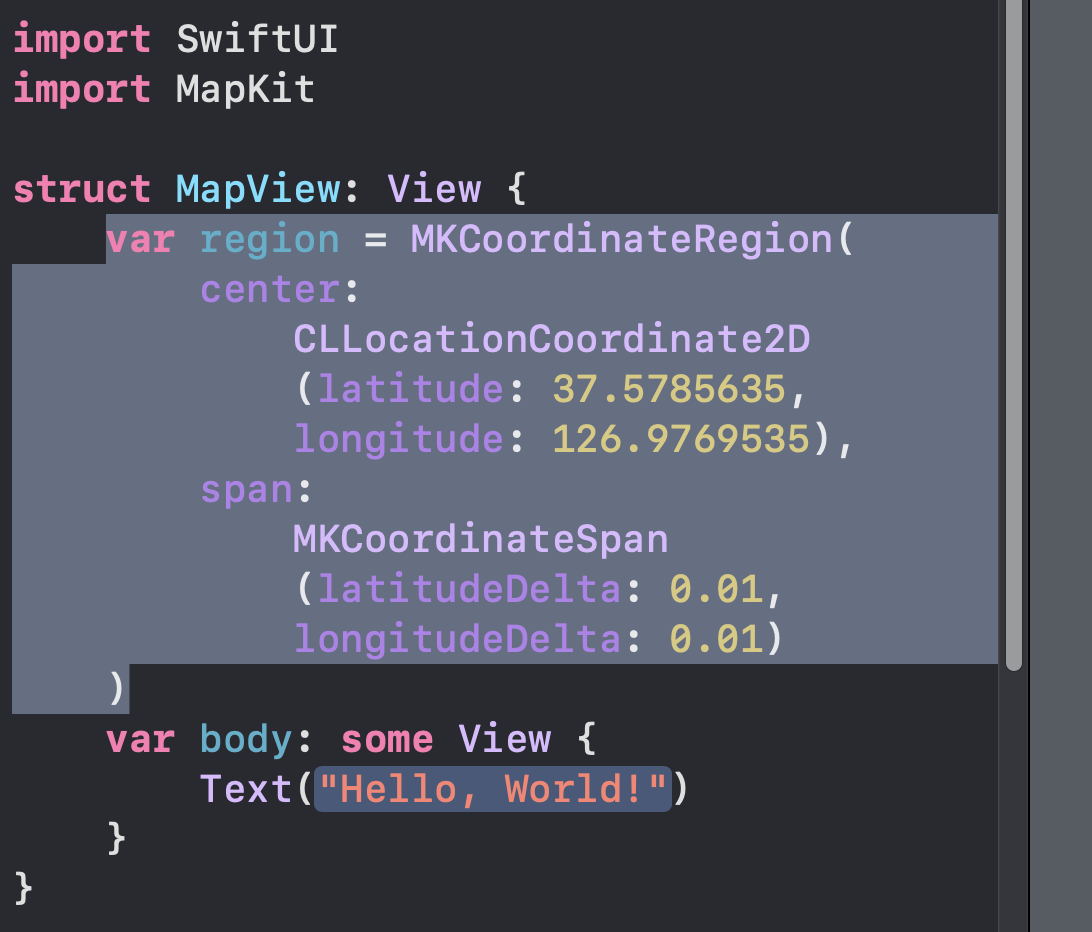 import SwiftUI
import MapKit
struct MapView: View {
var region = MKCoordinateRegion(
center:
CLLocationCoordinate2D
(latitude: 37.5785635,
longitude: 126.9769535),
span:
MKCoordinateSpan
(latitudeDelta: 0.01,
longitudeDelta: 0.01)
)
var body: some View {
Text("Hello, World!")
}
}